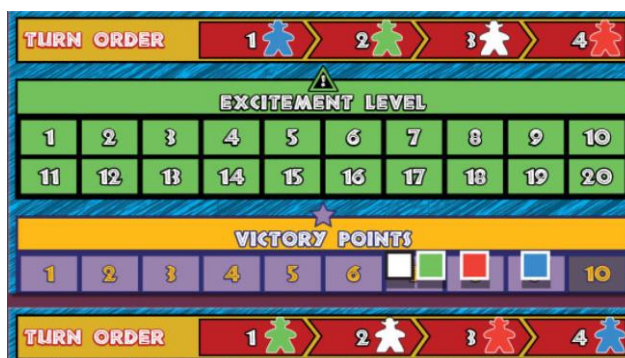 TURN ORDER 1 2 3 4
EXCITEMENT LEVEL
1 2 3 4 5 6 7 8 9 10
11 12 13 14 15 16 17 18 19 20
VICTORY POINTS
1 2 3 4 5 6 10
TURN ORDER 1 2 3 4